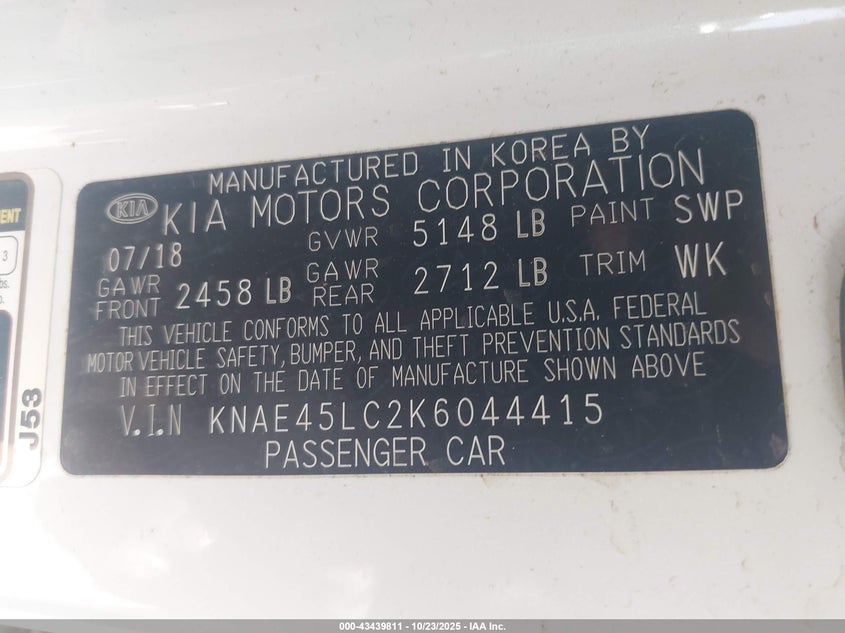 MANUFACTURED IN KOREA BY
KIA KIA MOTORS CORPORATION
07/18 GVWR 5148 LB PAINT SWP
GAWR FRONT 2458 LB GAWR REAR 2712 LB TRIM WK
THIS VEHICLE CONFORMS TO ALL APPLICABLE U.S.A. FEDERAL
MOTOR VEHICLE SAFETY, BUMPER, AND THEFT PREVENTION STANDARDS
IN EFFECT ON THE DATE OF MANUFACTURE SHOWN ABOVE
V.I.N KNAE45LC2K6044415
PASSENGER CAR
3
J53
000-43439811 - 10/23/2025 - IAA Inc.